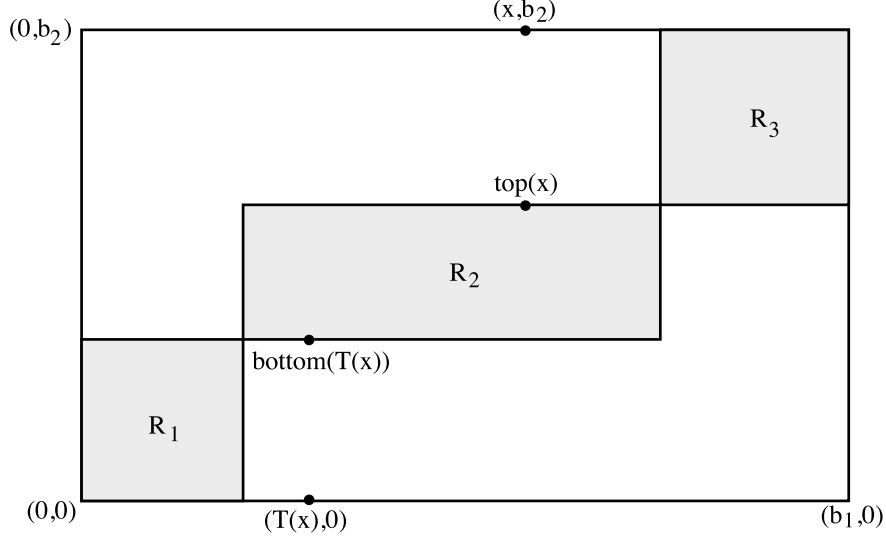 (x,b₂)
(0,b₂)
R₃
top(x)
R₂
bottom(T(x))
R₁
(0,0)
(T(x),0)
(b₁,0)